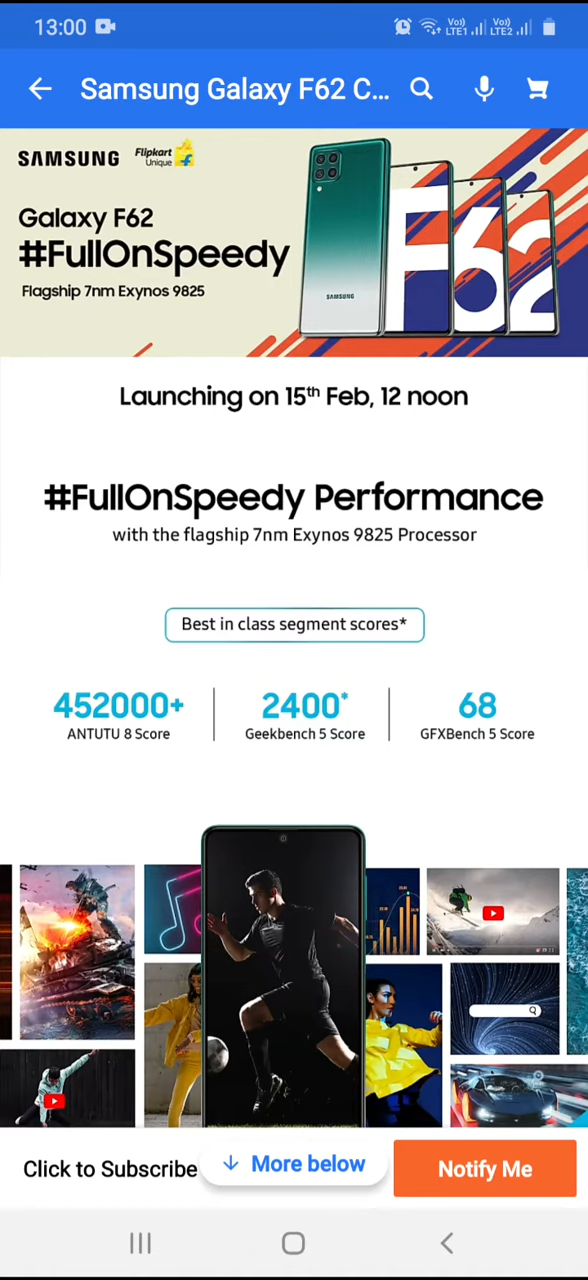 13:00
Vo) LTE1 Vo) LTE2
Samsung Galaxy F62 C...
SAMSUNG
Flipkart
Unique
Galaxy F62
#FullOnSpeedy
Flagship 7nm Exynos 9825
SAMSUNG
F62
Launching on 15th Feb, 12 noon
#FullOnSpeedy Performance
with the flagship 7nm Exynos 9825 Processor
Best in class segment scores*
452000+
ANTUTU 8 Score
2400*
Geekbench 5 Score
68
GFXBench 5 Score
Click to Subscribe
More below
Notify Me